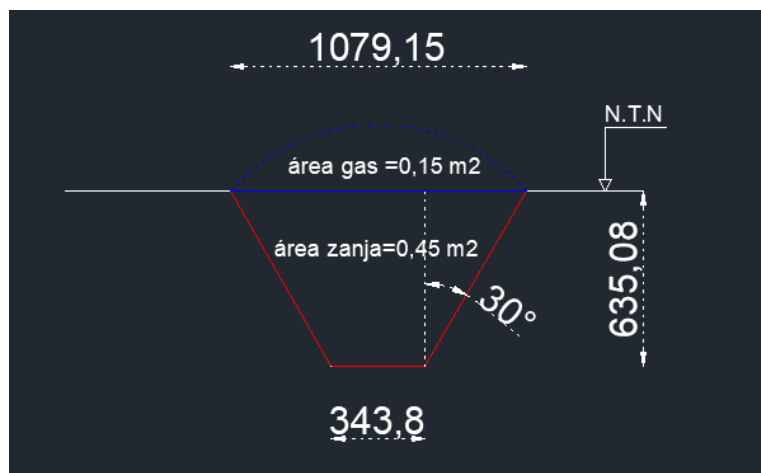 1079,15
N.T.N
área gas =0,15 m2
área zanja=0,45 m2
30°
635,08
343,8